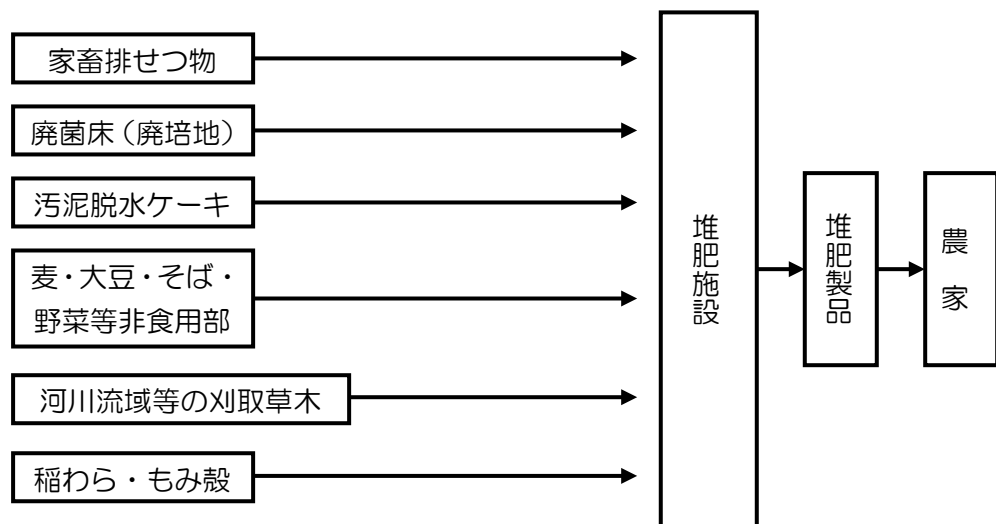 家畜排せつ物
廃菌床（廃培地）
汚泥脱水ケーキ
麦・大豆・そば・
野菜等非食用部
河川流域等の刈取草木
稲わら・もみ殻
堆肥施設
堆肥製品
農家